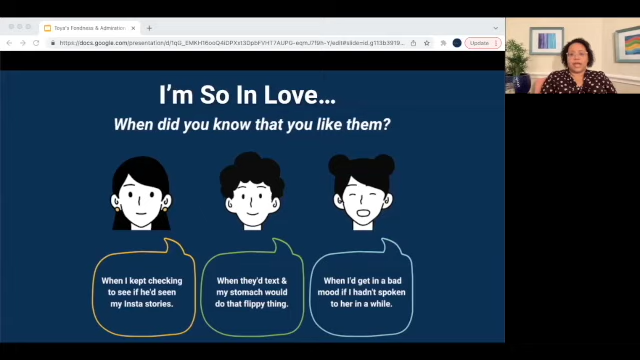 Toya's Fondness & Admiration
Update
I'm So In Love...
When did you know that you like them?
When I kept checking
to see if he'd seen
my Insta stories.
When they'd text &
my stomach would
do that flippy thing.
When I'd get in a bad
mood if I hadn't spoken
to her in a while.